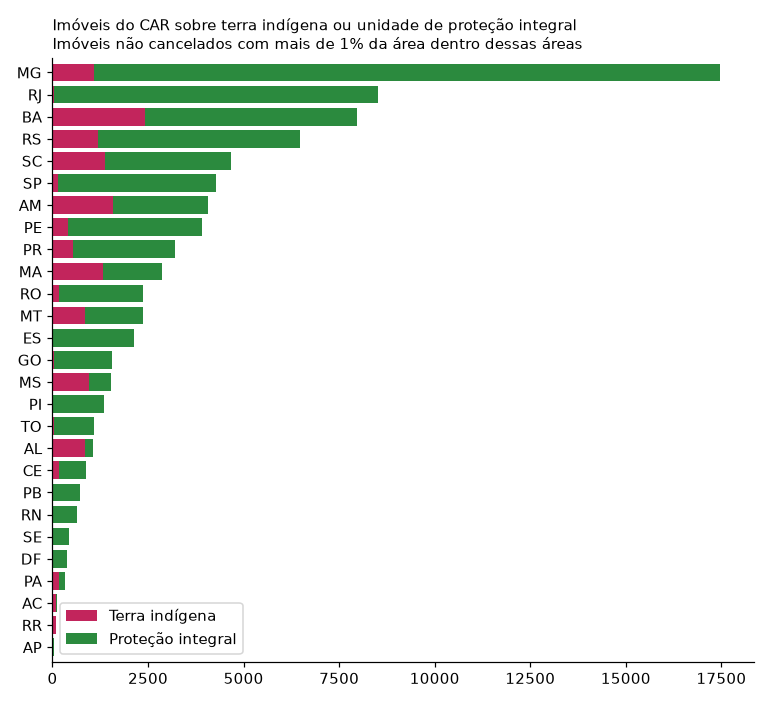 Imóveis do CAR sobre terra indígena ou unidade de proteção integral
Imóveis não cancelados com mais de 1% da área dentro dessas áreas
MG
RJ
BA
RS
SC
SP
AM
PE
PR
MA
RO
MT
ES
GO
MS
PI
TO
AL
CE
PB
RN
SE
DF
PA
AC
RR
AP
Terra indígena
Proteção integral
0 2500 5000 7500 10000 12500 15000 17500